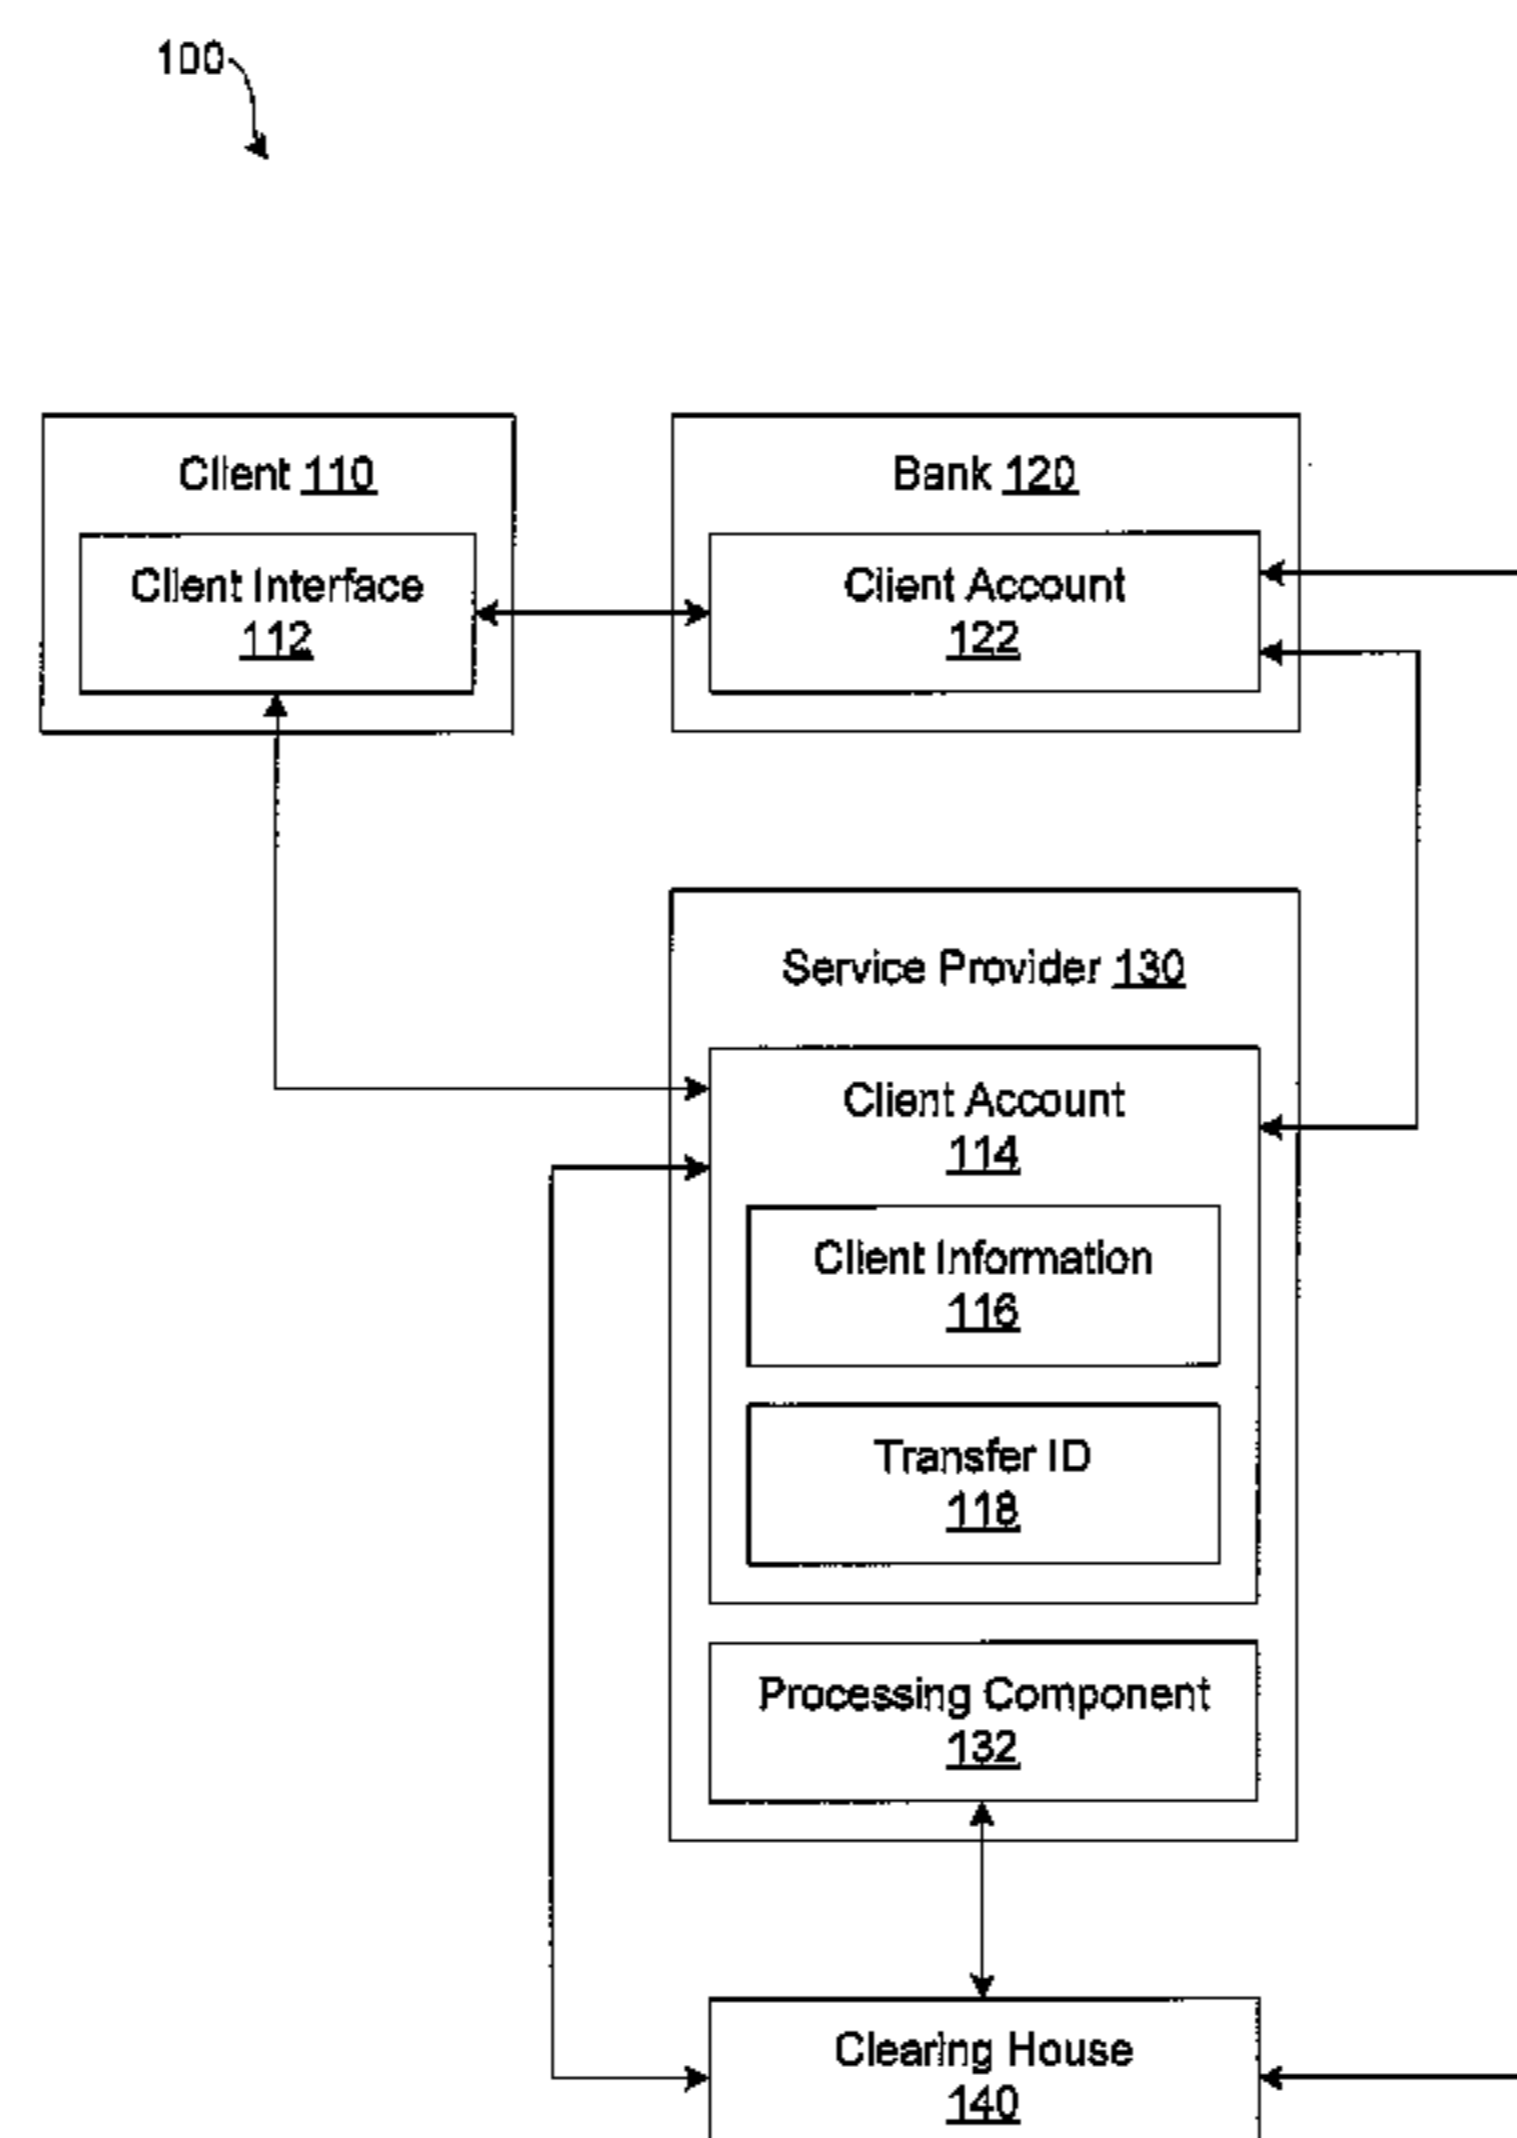 100
Client 110
Client Interface
112
Bank 120
Client Account
122
Service Provider 130
Client Account
114
Client Information
116
Transfer ID
118
Processing Component
132
Clearing House
140